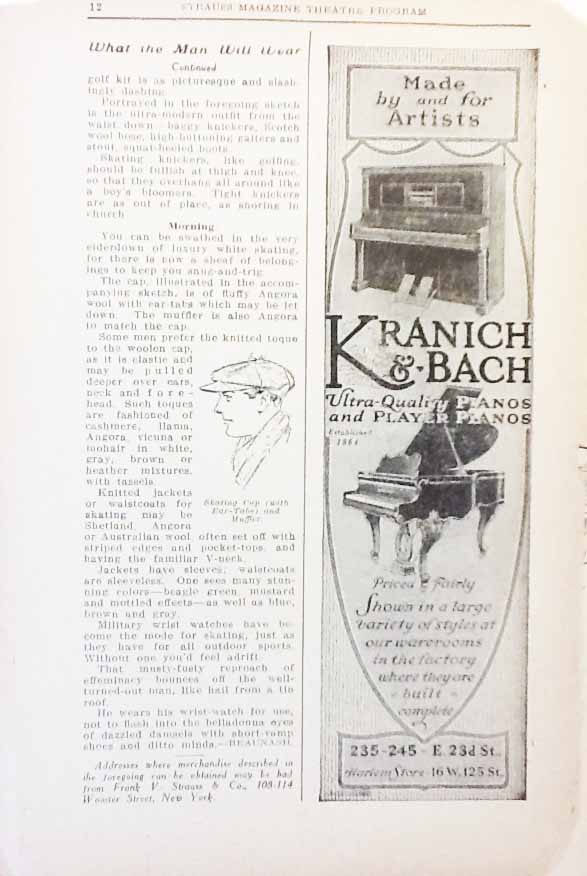 12
STRAUSS MAGAZINE THEATRE PROGRAM
What the Man Will Wear
Continued
golf kit is as picturesque and slash-
ingly dashing.
Portrayed in the foregoing sketch
is the ultra-modern outfit from the
waist down—baggy knickers, Scotch
wool hose, high-buttoning gaiters and
stout, squat-heeled boots.
Skating knickers, like golfing,
should be fullish at thigh and knee,
so that they overhang all around like
a boy's bloomers. Tight knickers
are as out of place, as snoring in
church.
Morning
You can be swathed in the very
eiderdown of luxury white skating,
for there is now a sheaf of belong-
ings to keep you snug-and-trig.
The cap, illustrated in the accom-
panying sketch, is of fluffy Angora
wool with ear-tabs which may be let
down. The muffler is also Angora
to match the cap.
Some men prefer the knitted toque
to the woolen cap,
as it is elastic and
may be pulled
deeper over ears,
neck and fore-
head. Such toques
are fashioned of
cashmere, llama,
Angora, vicuna or
mohair in white,
gray, brown or
heather mixtures,
with tassels.
Knitted jackets
or waistcoats for
skating may be
Shetland, Angora
or Australian wool, often set off with
striped edges and pocket-tops, and
having the familiar V-neck.
Jackets have sleeves; waistcoats
are sleeveless. One sees many stun-
ning colors—beagle green, mustard
and mottled effects—as well as blue,
brown and gray.
Military wrist watches have be-
come the mode for skating, just as
they have for all outdoor sports.
Without one you'd feel adrift.
That musty-fusty reproach of
effeminacy bounces off the well-
turned-out man, like hail from a tin
roof.
He wears his wrist-watch for use,
not to flash into the belladonna eyes
of dazzled damsels with short-vamp
shoes and ditto minds.—BEAUNASH.
Skating Cap (with
Ear-Tabs) and
Muffler.
Addresses where merchandise described in
the foregoing can be obtained may be had
from Frank V. Strauss & Co., 108-114
Wooster Street, New York.
Made
by and for
Artists
KRANICH
&·BACH
Ultra-Quality PIANOS
and PLAYER PIANOS
Established
1864
Priced Fairly
Shown in a large
variety of styles at
our warerooms
in the factory
where they are
built
complete
235-245 - E. 23d St.
Harlem Store-16 W. 125 St.